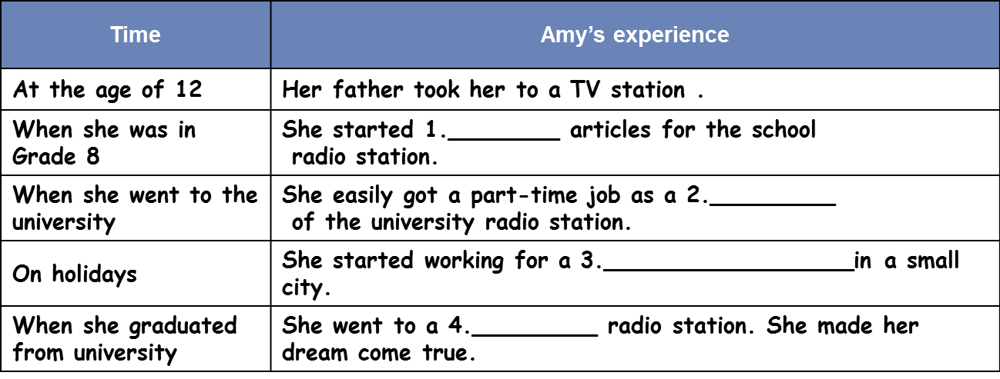 Time
Amy's experience
At the age of 12
Her father took her to a TV station .
When she was in
Grade 8
She started 1.________ articles for the school
radio station.
When she went to the
university
She easily got a part-time job as a 2._________
of the university radio station.
On holidays
She started working for a 3.__________________in a small
city.
When she graduated
from university
She went to a 4._________ radio station. She made her
dream come true.